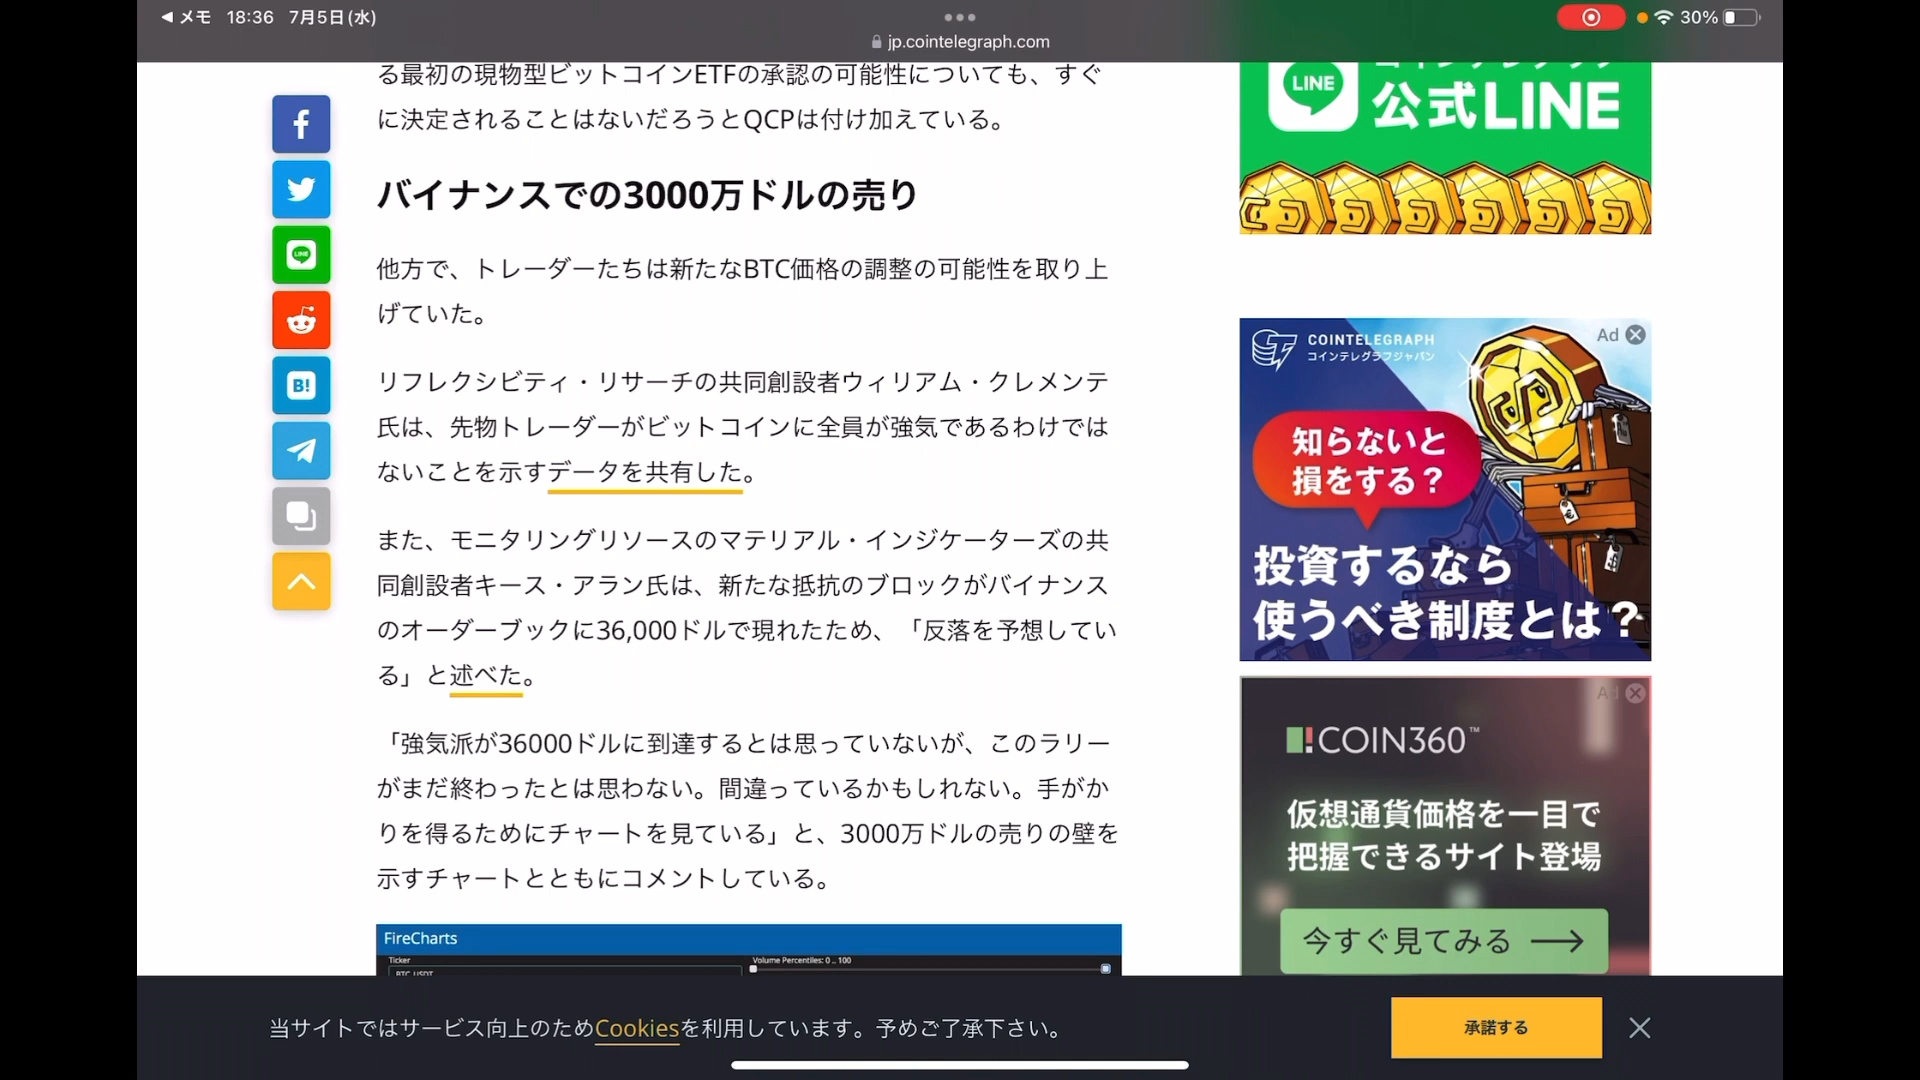 ◀ メモ 18:36 7月5日(水)
30%
jp.cointelegraph.com
る最初の現物型ビットコインETFの承認の可能性についても、すぐ
に決定されることはないだろうとQCPは付け加えている。
バイナンスでの3000万ドルの売り
他方で、トレーダーたちは新たなBTC価格の調整の可能性を取り上
げていた。
リフレクシビティ・リサーチの共同創設者ウィリアム・クレメンテ
氏は、先物トレーダーがビットコインに全員が強気であるわけでは
ないことを示すデータを共有した。
また、モニタリングリソースのマテリアル・インジケーターズの共
同創設者キース・アラン氏は、新たな抵抗のブロックがバイナンス
のオーダーブックに36,000ドルで現れたため、「反落を予想してい
る」と述べた。
「強気派が36000ドルに到達するとは思っていないが、このラリー
がまだ終わったとは思わない。間違っているかもしれない。手がか
りを得るためにチャートを見ている」と、3000万ドルの売りの壁を
示すチャートとともにコメントしている。
FireCharts
Ticker
BTC_USDT
Volume Percentiles: 0 .. 100
LINE
B!
LINE
公式LINE
COINTELEGRAPH
コインテレグラフジャパン
Ad
知らないと
損をする？
投資するなら
使うべき制度とは？
Ad
COIN360™
仮想通貨価格を一目で
把握できるサイト登場
今すぐ見てみる
当サイトではサービス向上のためCookiesを利用しています。予めご了承下さい。
承諾する